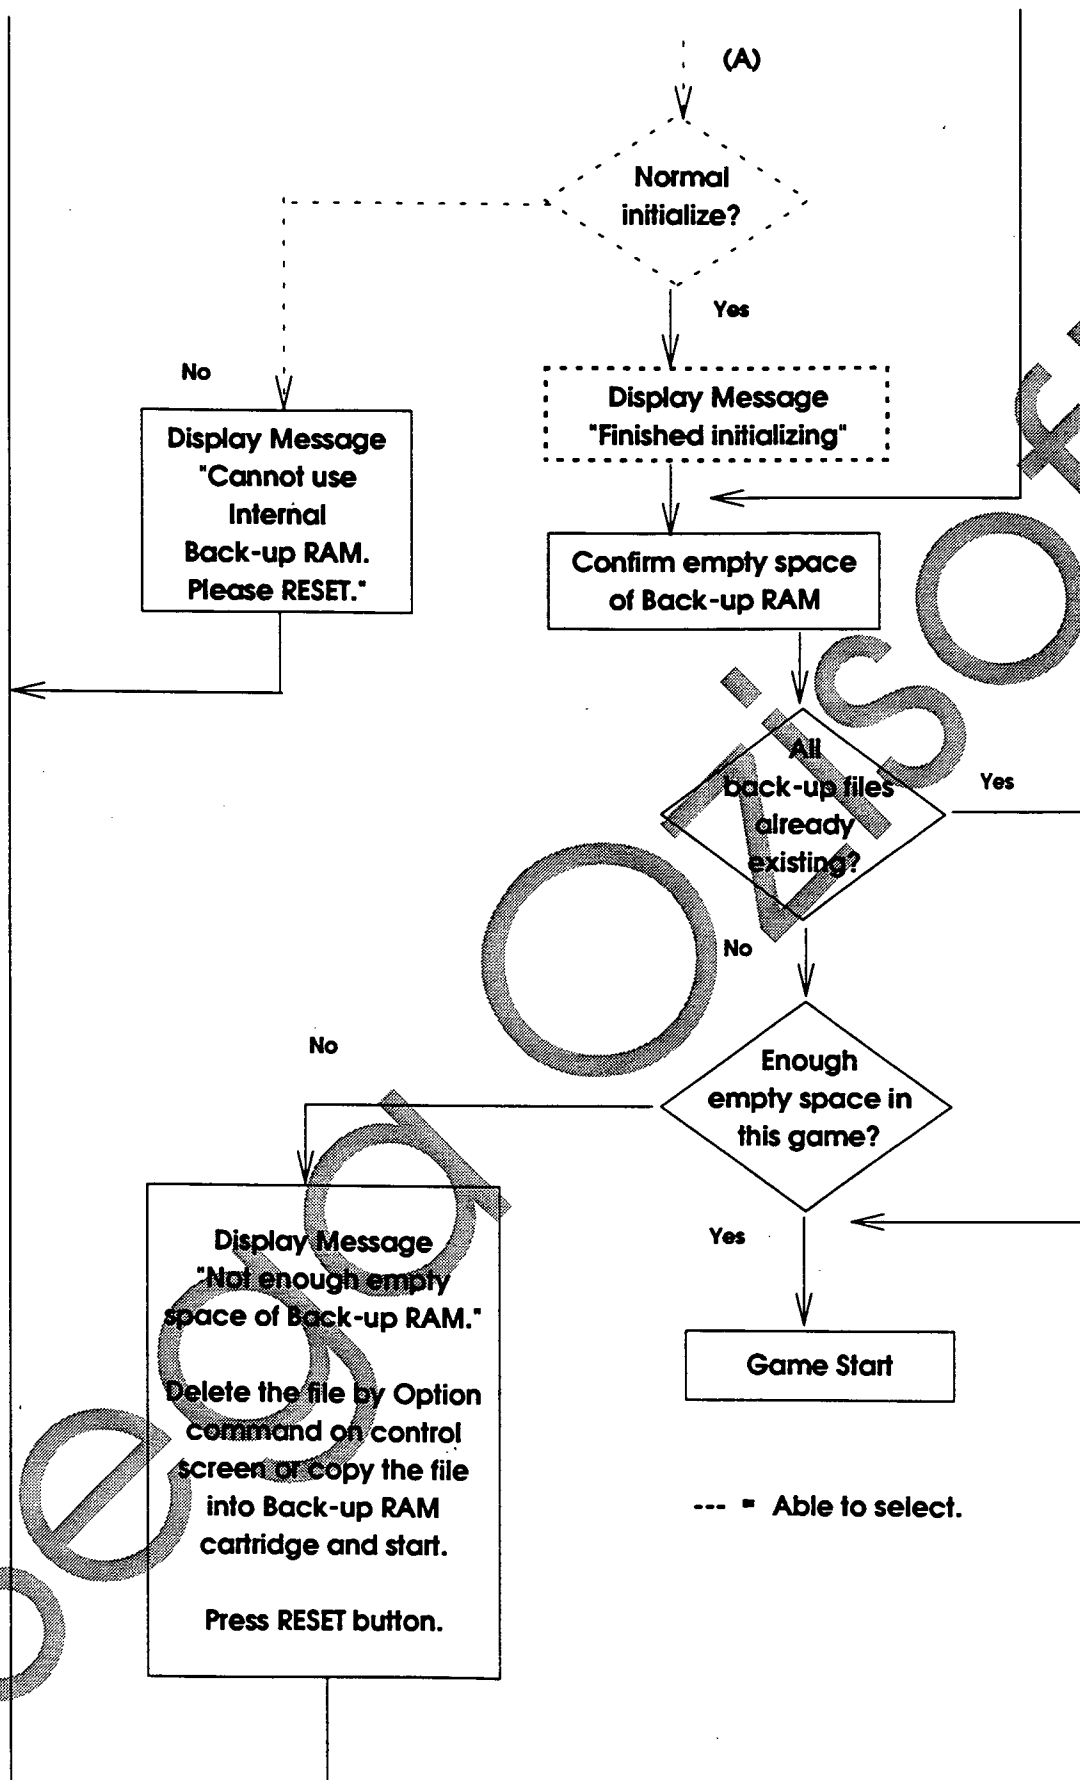 (A)
Normal
initialize?
Yes
No
Display Message
"Finished initializing"
Display Message
"Cannot use
Internal
Back-up RAM.
Please RESET."
Confirm empty space
of Back-up RAM
All
back-up files
already
existing?
Yes
No
No
Enough
empty space in
this game?
Yes
Display Message
"Not enough empty
space of Back-up RAM."
Delete the file by Option
command on control
screen or copy the file
into Back-up RAM
cartridge and start.
Press RESET button.
Game Start
--- = Able to select.